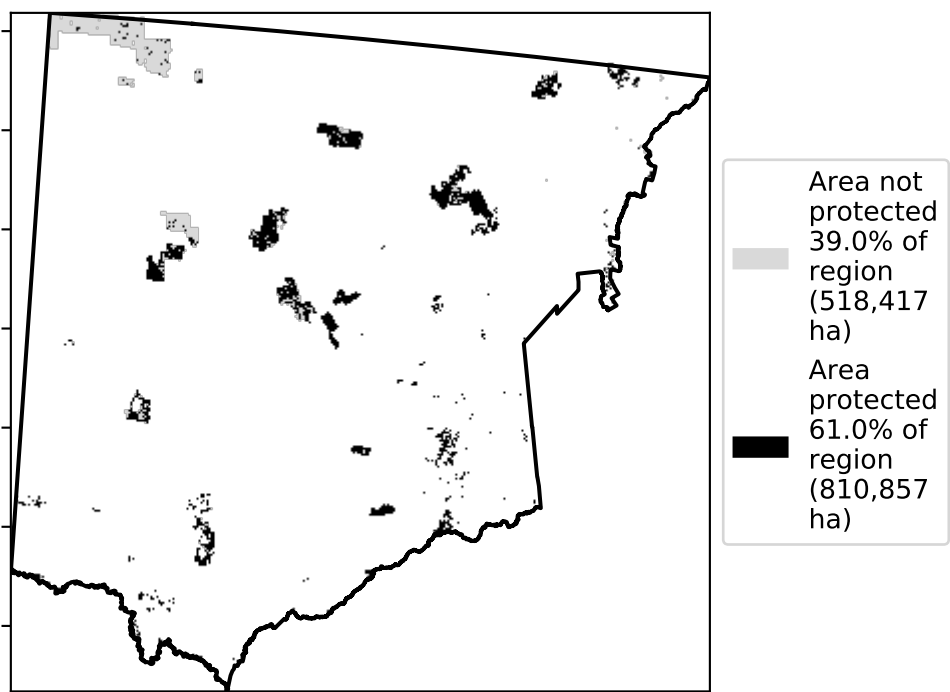 Area not
protected
39.0% of
region
(518,417
ha)
Area
protected
61.0% of
region
(810,857
ha)